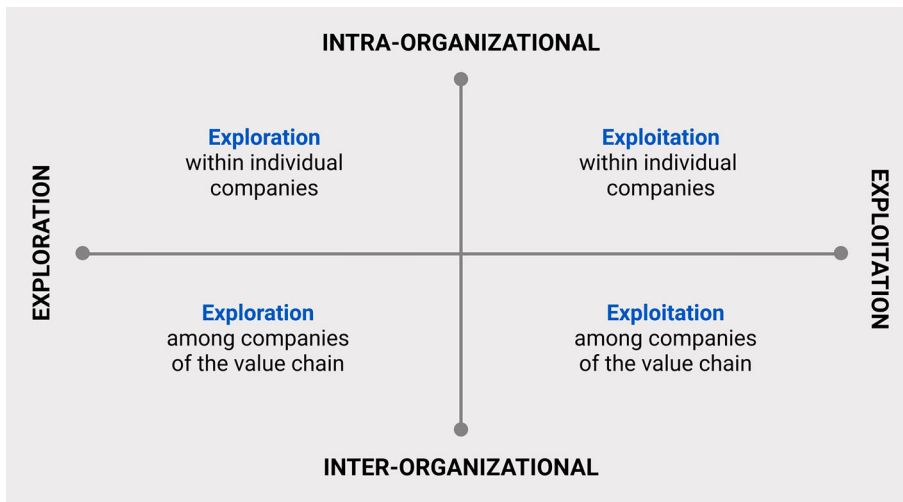 INTRA-ORGANIZATIONAL
Exploration
within individual
companies
Exploitation
within individual
companies
EXPLORATION
EXPLOITATION
Exploration
among companies
of the value chain
Exploitation
among companies
of the value chain
INTER-ORGANIZATIONAL